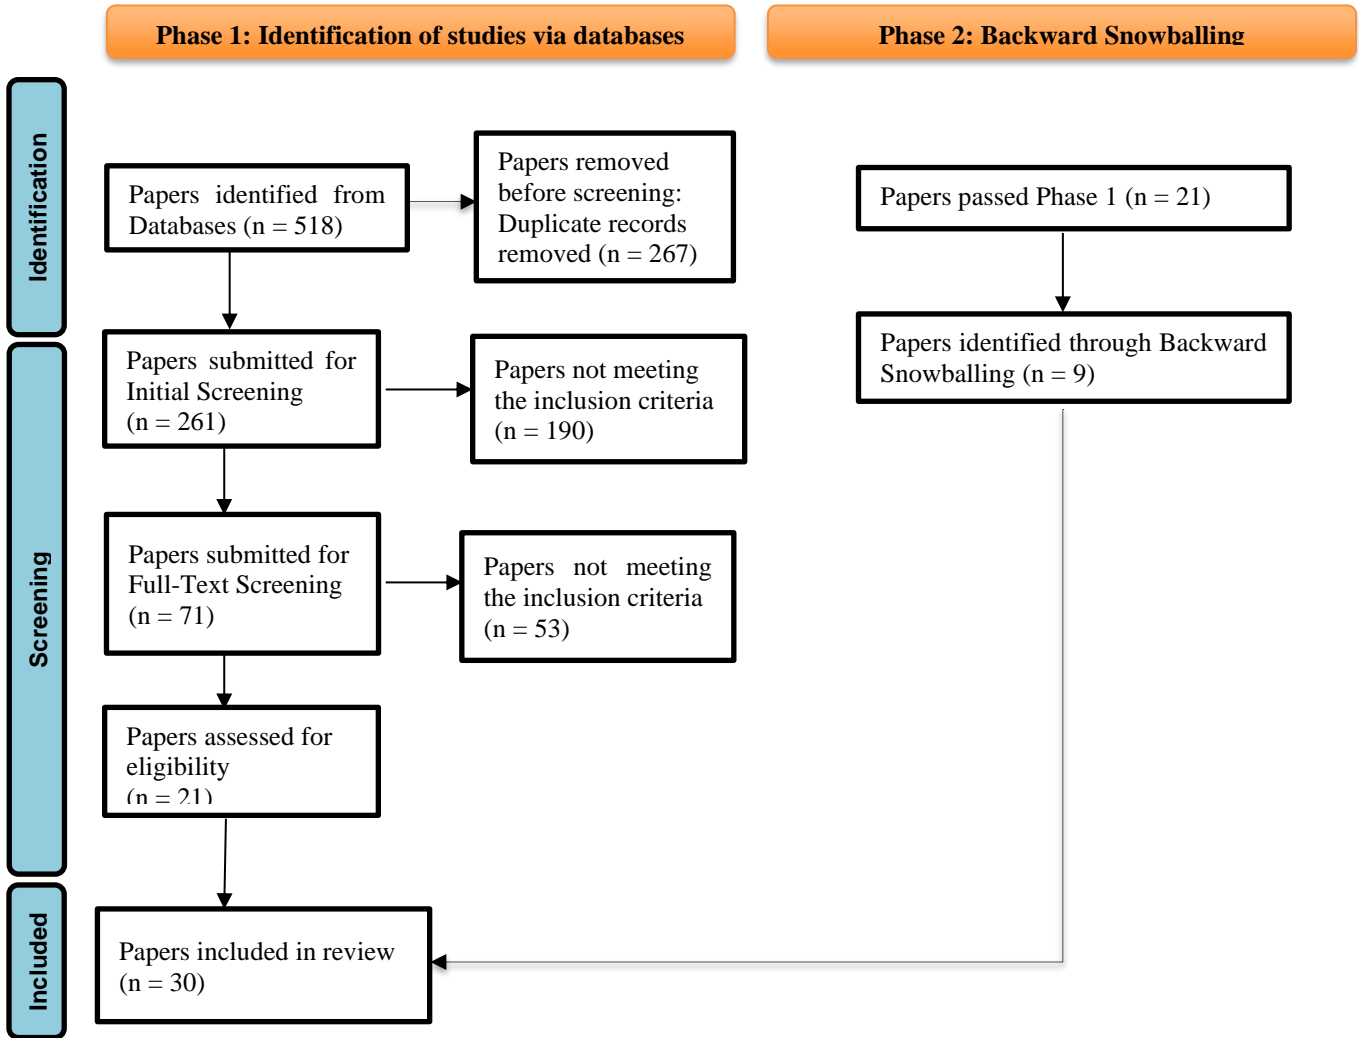 Phase 1: Identification of studies via databases
Phase 2: Backward Snowballing
Identification
Papers identified from
Databases (n = 518)
Papers removed
before screening:
Duplicate records
removed (n = 267)
Papers passed Phase 1 (n = 21)
Papers identified through Backward
Snowballing (n = 9)
Screening
Papers submitted for
Initial Screening
(n = 261)
Papers not meeting
the inclusion criteria
(n = 190)
Papers submitted for
Full-Text Screening
(n = 71)
Papers not meeting
the inclusion criteria
(n = 53)
Papers assessed for
eligibility
(n = 21)
Included
Papers included in review
(n = 30)